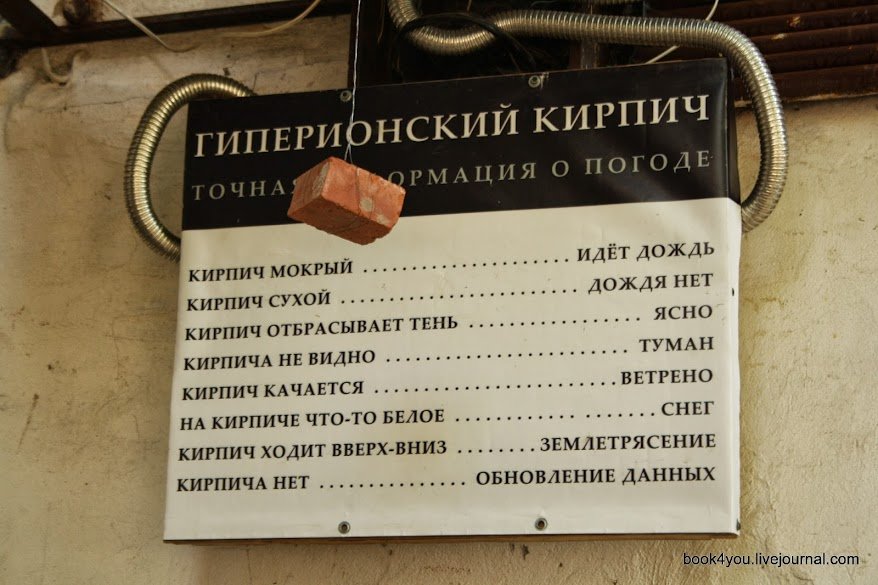 ГИПЕРИОНСКИЙ КИРПИЧ
ТОЧНАЯ ОРМАЦИЯ О ПОГОДЕ
КИРПИЧ МОКРЫЙ .................... ИДЁТ ДОЖДЬ
КИРПИЧ СУХОЙ ....................... ДОЖДЯ НЕТ
КИРПИЧ ОТБРАСЫВАЕТ ТЕНЬ ................. ЯСНО
КИРПИЧА НЕ ВИДНО ........................ ТУМАН
КИРПИЧ КАЧАЕТСЯ ........................ ВЕТРЕНО
НА КИРПИЧЕ ЧТО-ТО БЕЛОЕ ................... СНЕГ
КИРПИЧ ХОДИТ ВВЕРХ-ВНИЗ ........ ЗЕМЛЕТРЯСЕНИЕ
КИРПИЧА НЕТ ............... ОБНОВЛЕНИЕ ДАННЫХ
book4you.livejournal.com